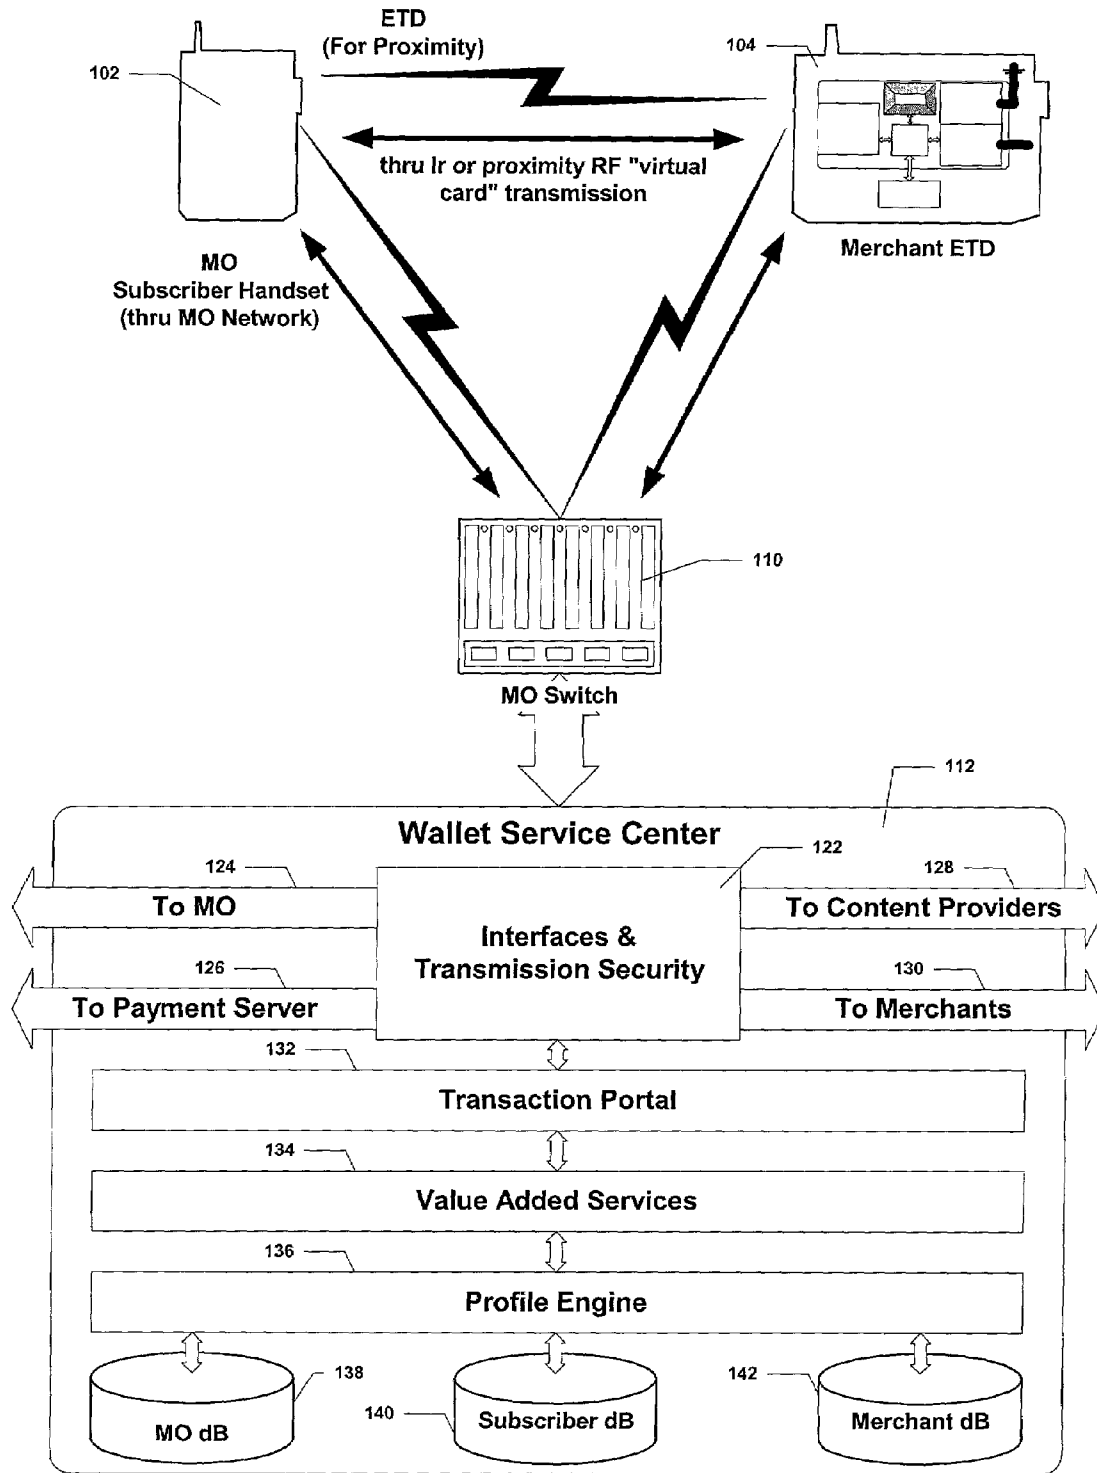 ETD
(For Proximity)
102
104
thru Ir or proximity RF "virtual
card" transmission
Merchant ETD
MO
Subscriber Handset
(thru MO Network)
110
MO Switch
112
Wallet Service Center
124
122
128
To MO
To Content Providers
Interfaces &
Transmission Security
126
130
To Payment Server
To Merchants
132
Transaction Portal
134
Value Added Services
136
Profile Engine
138
MO dB
140
Subscriber dB
142
Merchant dB